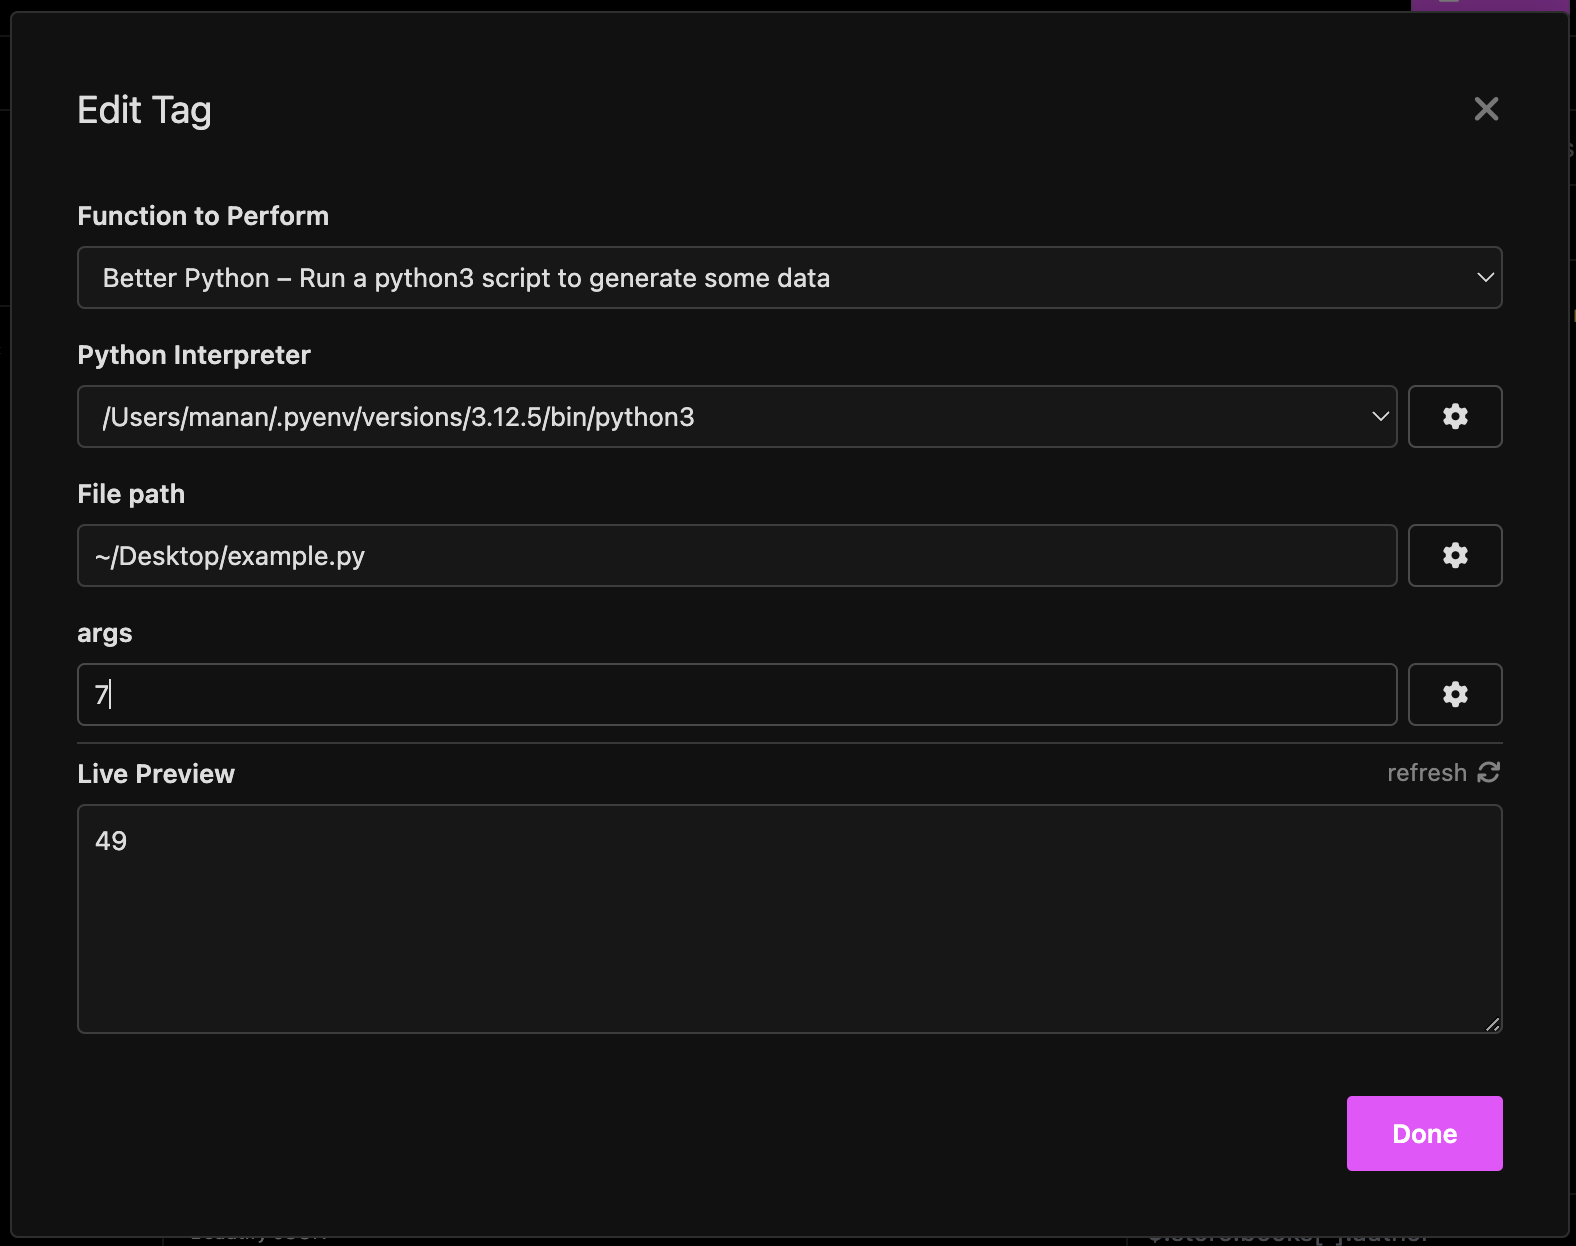 Edit Tag
Function to Perform
Better Python – Run a python3 script to generate some data
Python Interpreter
/Users/manan/.pyenv/versions/3.12.5/bin/python3
File path
~/Desktop/example.py
args
7
Live Preview
refresh
49
Done